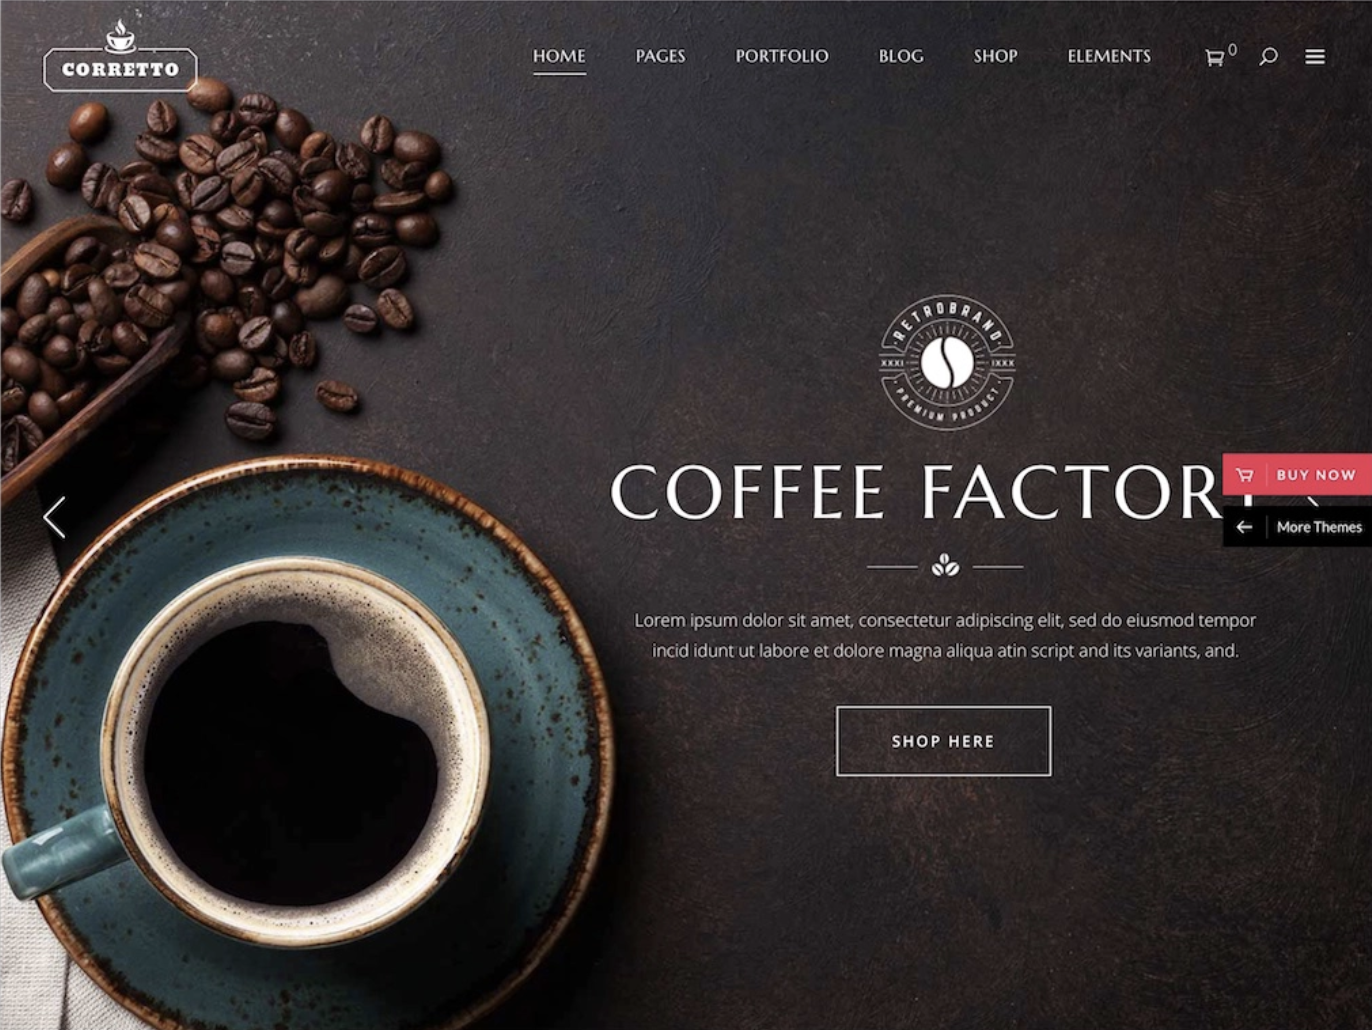 CORRETTO
HOME PAGES PORTFOLIO BLOG SHOP ELEMENTS 0
RETROBRAND
XXXI IXXX
PREMIUM PRODUCT
COFFEE FACTOR
BUY NOW
More Themes
Lorem ipsum dolor sit amet, consectetur adipiscing elit, sed do eiusmod tempor
incid idunt ut labore et dolore magna aliqua atin script and its variants, and.
SHOP HERE